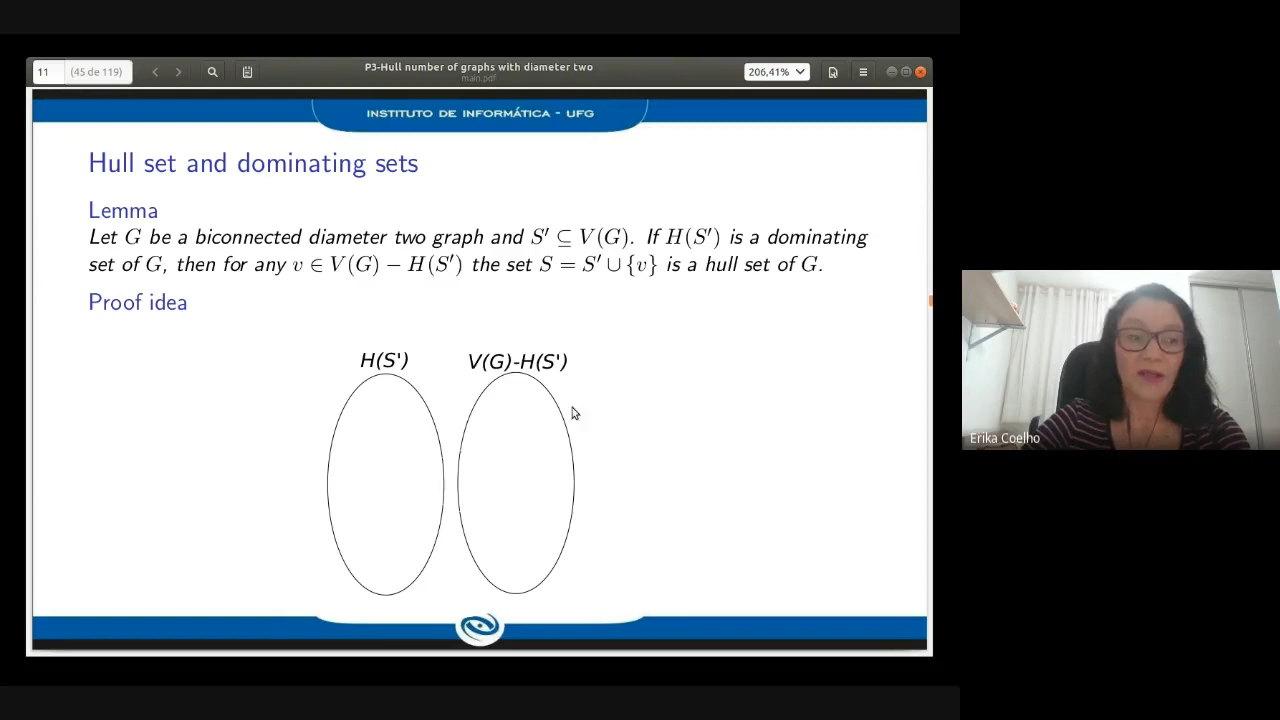 11 (45 de 119)
P3-Hull number of graphs with diameter two
main.pdf
206,41%
INSTITUTO DE INFORMÁTICA - UFG
Hull set and dominating sets
Lemma
Let G be a biconnected diameter two graph and S′ ⊆ V(G). If H(S′) is a dominating
set of G, then for any v ∈ V(G) − H(S′) the set S = S′ ∪ {v} is a hull set of G.
Proof idea
H(S') V(G)-H(S')
Erika Coelho